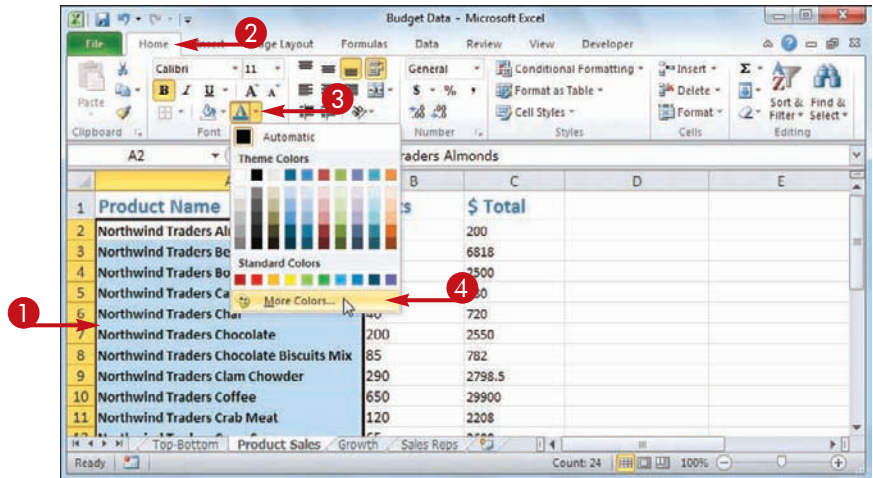 Budget Data - Microsoft Excel
2
File Home Insert Page Layout Formulas Data Review View Developer
Calibri 11 General Conditional Formatting Insert Σ
Paste B I U A A $ % , Format as Table Delete Sort & Find &
3
A Cell Styles Format Filter Select
Clipboard Font Number Styles Cells Editing
Automatic
A2 Traders Almonds
Theme Colors
A B C D E
1 Product Name $ Total
2 Northwind Traders 200
3 Northwind Traders Be 6818
Standard Colors
4 Northwind Traders Bo 2500
4
More Colors...
5 Northwind Traders Ca
1
6 Northwind Traders Chai 40 720
7 Northwind Traders Chocolate 200 2550
8 Northwind Traders Chocolate Biscuits Mix 85 782
9 Northwind Traders Clam Chowder 290 2798.5
10 Northwind Traders Coffee 650 29900
11 Northwind Traders Crab Meat 120 2208
Top-Bottom Product Sales Growth Sales Reps
Ready Count: 24 100%